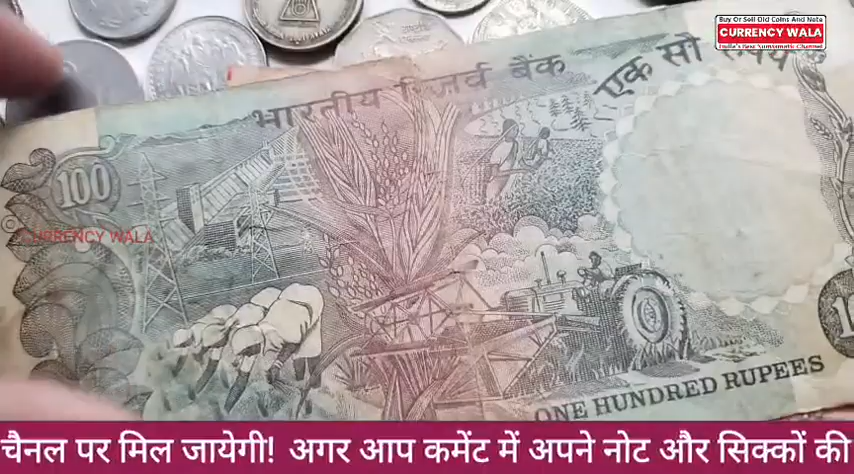 Buy Or Sell Old Coins And Note
CURRENCY WALA
India's Best Numismatic Channel
भारतीय रिज़र्व बैंक
एक सौ रुपये
100
CURRENCY WALA
ONE HUNDRED RUPEES
चैनल पर मिल जायेगी! अगर आप कमेंट में अपने नोट और सिक्कों की